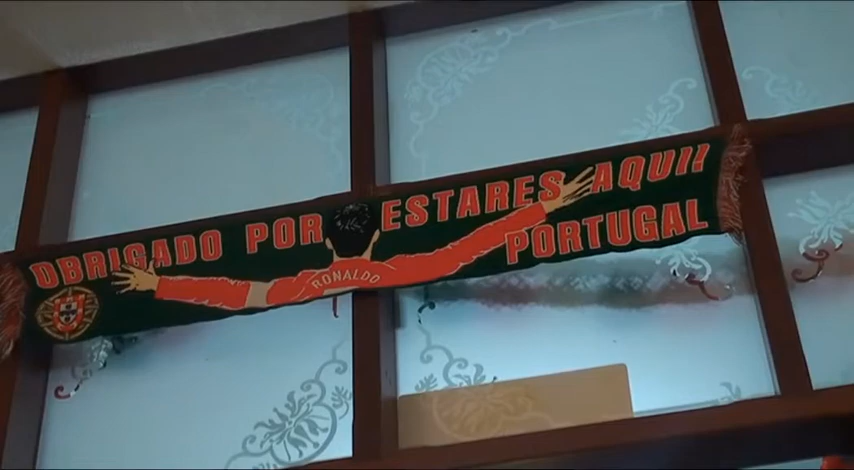 OBRIGADO POR ESTARES AQUI!
PORTUGAL
RONALDO